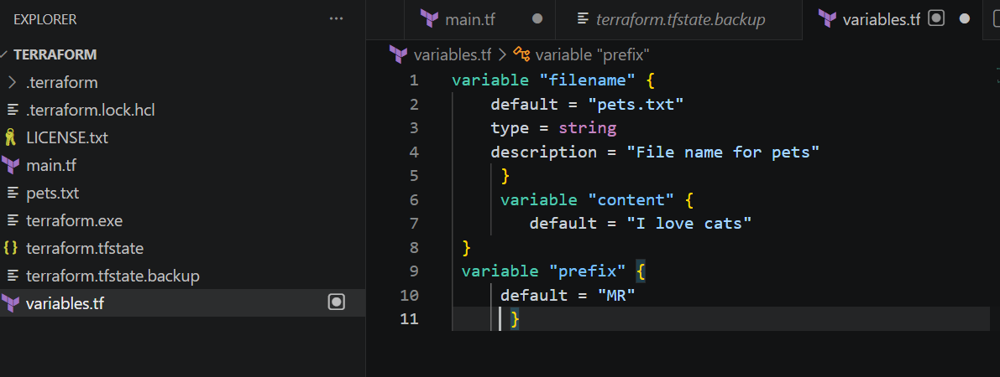 EXPLORER ...
TERRAFORM
.terraform
.terraform.lock.hcl
LICENSE.txt
main.tf
pets.txt
terraform.exe
terraform.tfstate
terraform.tfstate.backup
variables.tf
main.tf terraform.tfstate.backup variables.tf
variables.tf > variable "prefix"
1 variable "filename" {
2 default = "pets.txt"
3 type = string
4 description = "File name for pets"
5 }
6 variable "content" {
7 default = "I love cats"
8 }
9 variable "prefix" {
10 default = "MR"
11 }